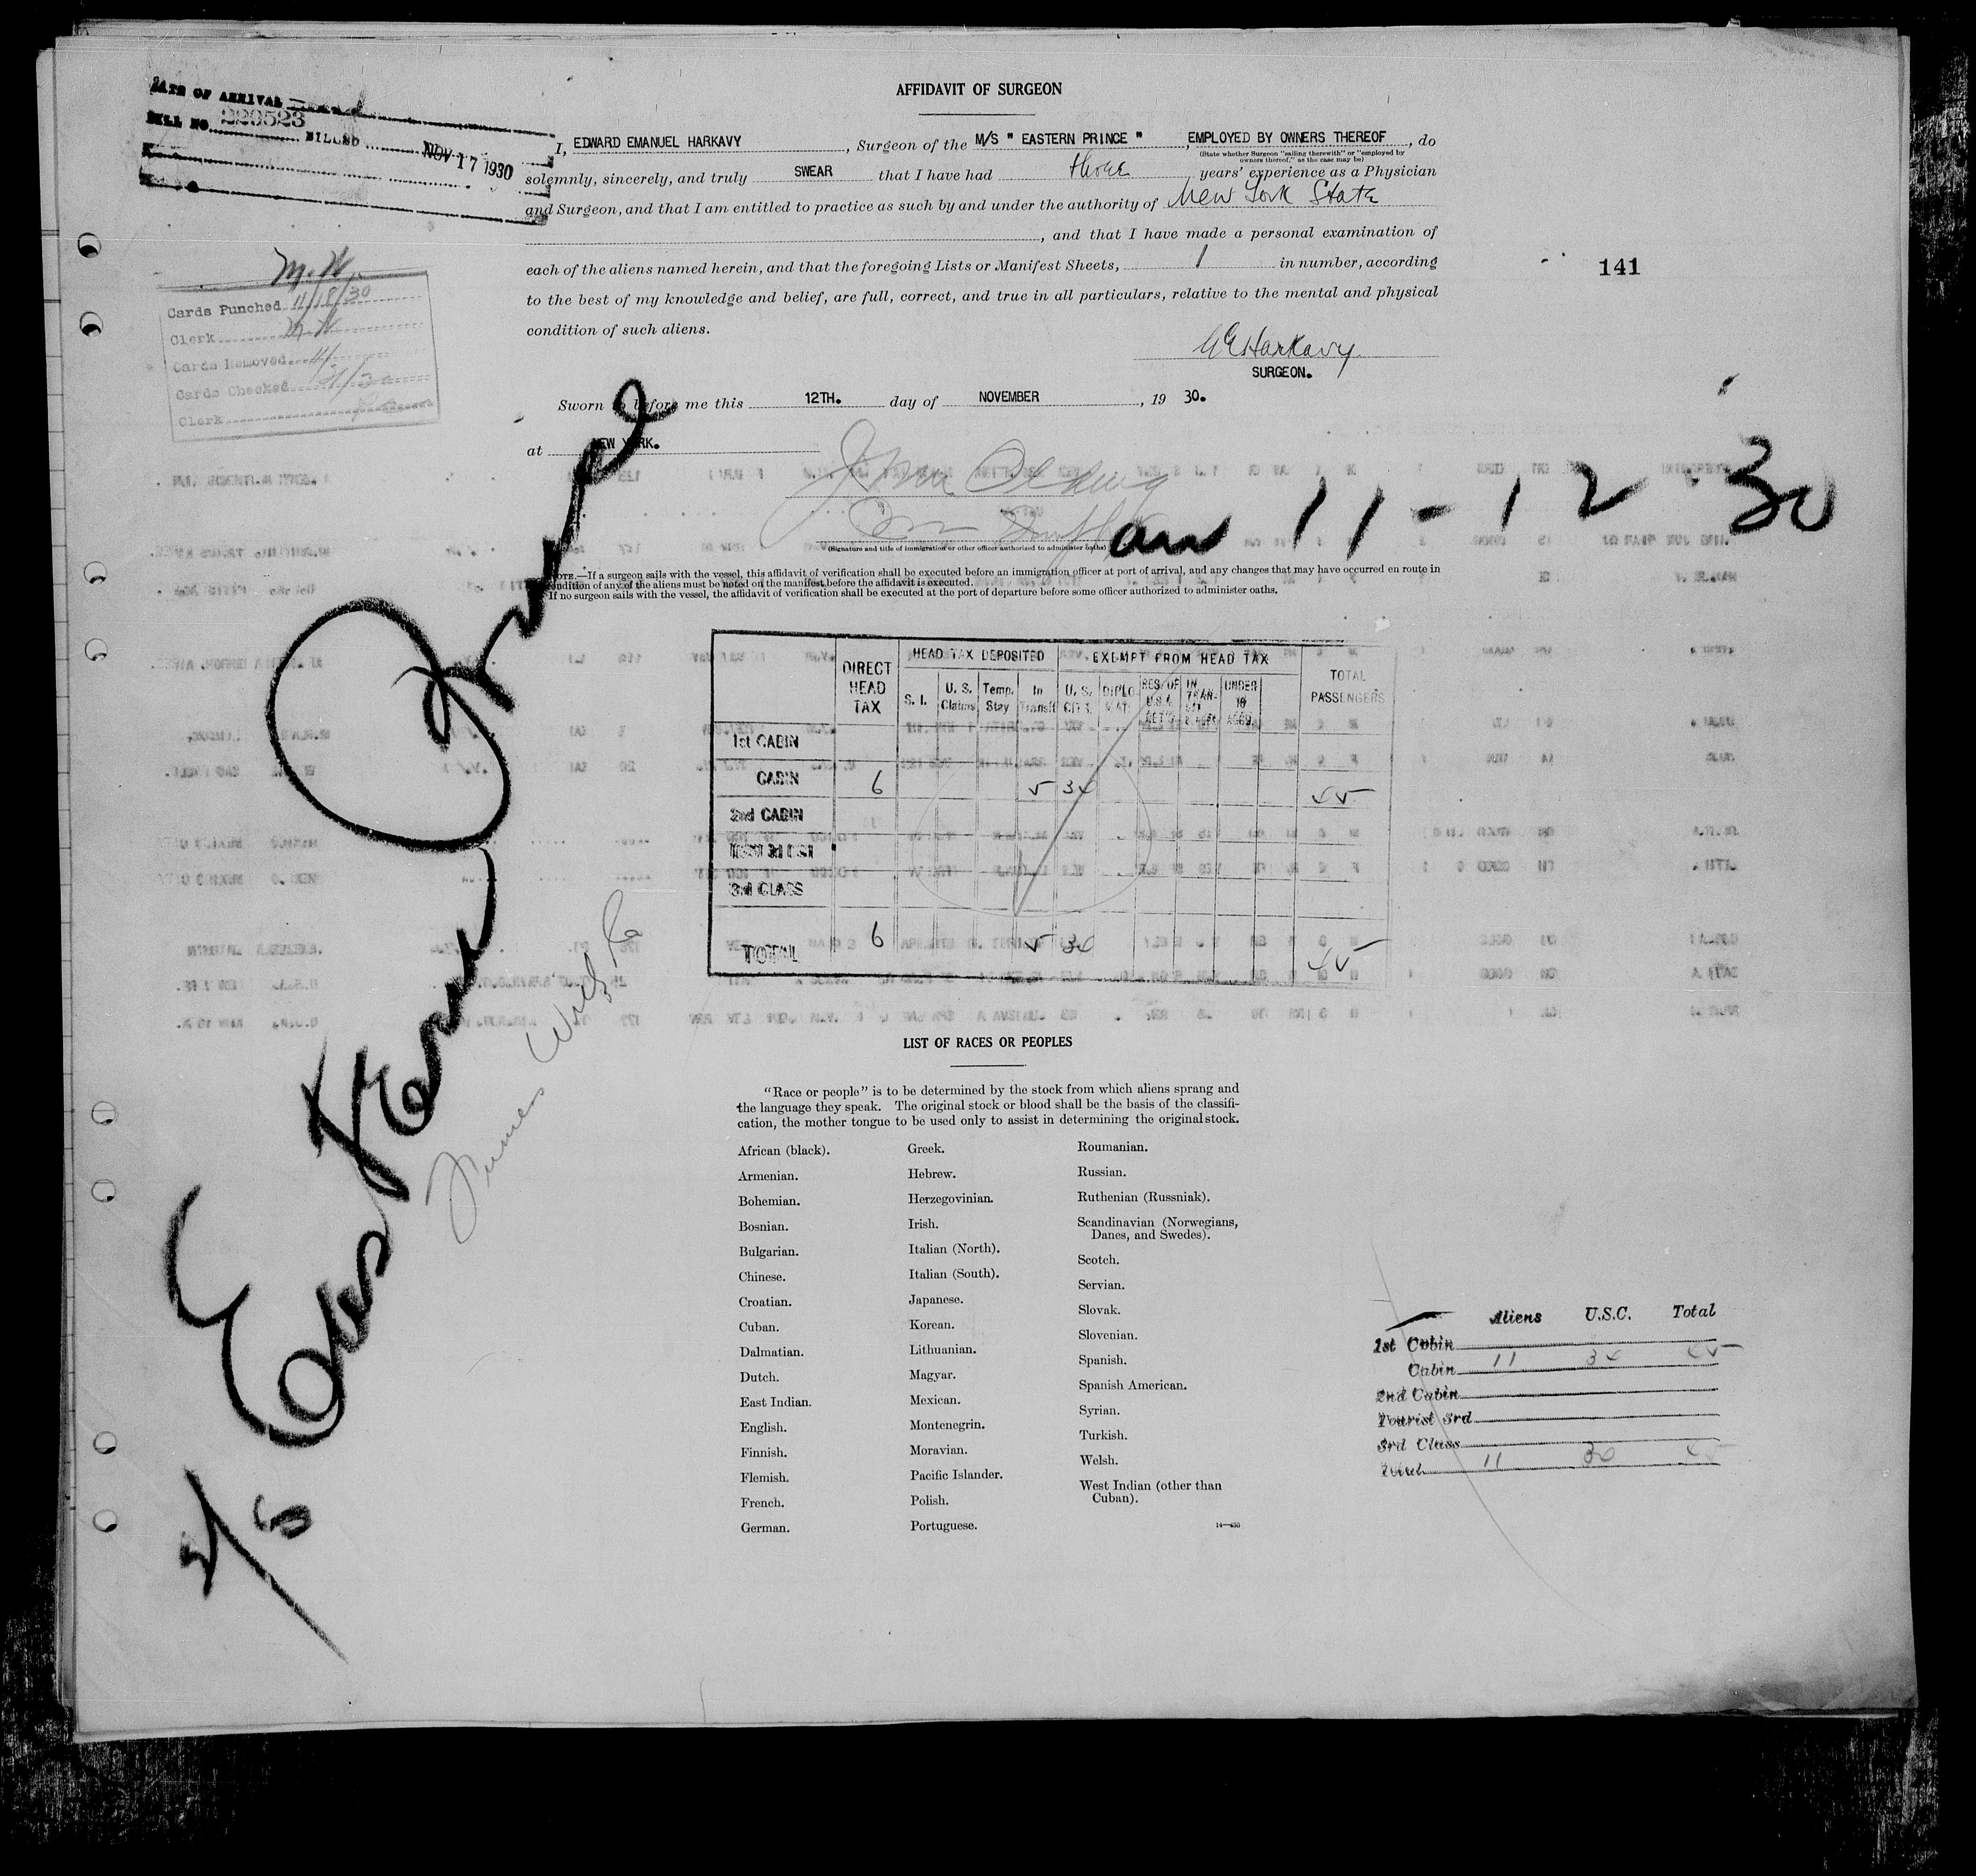 AFFIDAVIT OF SURGEON
DATE OF ARRIVAL
BILL NO. 220523 BILLED NOV 17 1930
I, EDWARD EMANUEL HARKAVY, Surgeon of the M/S " EASTERN PRINCE ", EMPLOYED BY OWNERS THEREOF, do
(State whether Surgeon "sailing therewith" or "employed by
owners thereof," as the case may be)
solemnly, sincerely, and truly SWEAR that I have had three years' experience as a Physician
and Surgeon, and that I am entitled to practice as such by and under the authority of New York State
, and that I have made a personal examination of
each of the aliens named herein, and that the foregoing Lists or Manifest Sheets, 1 in number, according
to the best of my knowledge and belief, are full, correct, and true in all particulars, relative to the mental and physical
condition of such aliens.
141
EEHarkavy
SURGEON.
Sworn to before me this 12TH. day of NOVEMBER, 19 30.
at NEW YORK.
(Signature and title of immigration or other officer authorized to administer oaths)
Cards Punched 11/18/30
Clerk
Cards Removed
Cards Checked
Clerk
11-12-30
NOTE.—If a surgeon sails with the vessel, this affidavit of verification shall be executed before an immigration officer at port of arrival, and any changes that may have occurred en route in
condition of any of the aliens must be noted on the manifest before the affidavit is executed.
If no surgeon sails with the vessel, the affidavit of verification shall be executed at the port of departure before some officer authorized to administer oaths.
Eastern Prince
DIRECT HEAD TAX HEAD TAX DEPOSITED EXEMPT FROM HEAD TAX TOTAL PASSENGERS
S. I. U. S. Claims Temp. Stay In Transit U. S. CITS. DIPLOMAT. RES. OF U.S.A. RET'G IN TRANSIT UNDER 16
1st CABIN
CABIN 6 5 34 45
2nd CABIN
3rd CLASS
TOTAL 6 5 34 45
LIST OF RACES OR PEOPLES
"Race or people" is to be determined by the stock from which aliens sprang and
the language they speak. The original stock or blood shall be the basis of the classifi-
cation, the mother tongue to be used only to assist in determining the original stock.
African (black).
Armenian.
Bohemian.
Bosnian.
Bulgarian.
Chinese.
Croatian.
Cuban.
Dalmatian.
Dutch.
East Indian.
English.
Finnish.
Flemish.
French.
German.
Greek.
Hebrew.
Herzegovinian.
Irish.
Italian (North).
Italian (South).
Japanese.
Korean.
Lithuanian.
Magyar.
Mexican.
Montenegrin.
Moravian.
Pacific Islander.
Polish.
Portuguese.
Roumanian.
Russian.
Ruthenian (Russniak).
Scandinavian (Norwegians,
Danes, and Swedes).
Scotch.
Servian.
Slovak.
Slovenian.
Spanish.
Spanish American.
Syrian.
Turkish.
Welsh.
West Indian (other than
Cuban).
Aliens U.S.C. Total
1st Cabin
Cabin 11 34 45
2nd Cabin
Tourist 3rd
3rd Class
Total 11 34 45